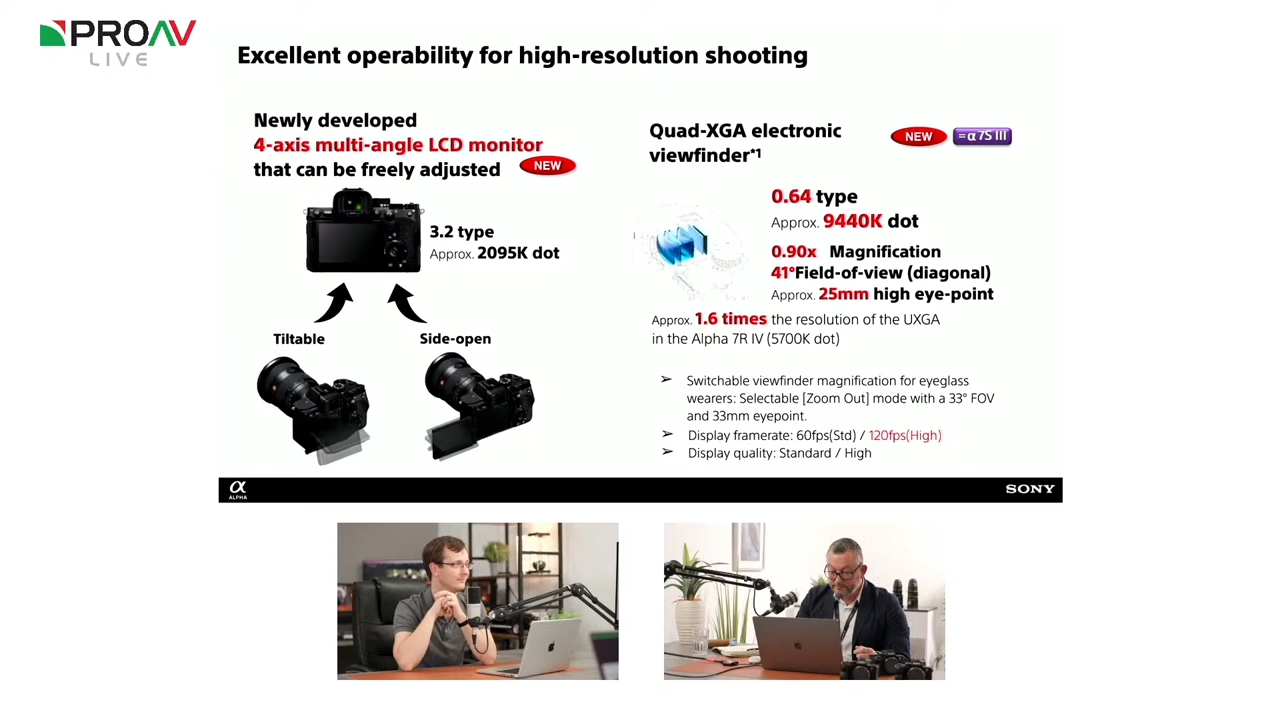 PROAV
LIVE
Excellent operability for high-resolution shooting
Newly developed
4-axis multi-angle LCD monitor
that can be freely adjusted
NEW
3.2 type
Approx. 2095K dot
Tiltable
Side-open
Quad-XGA electronic
viewfinder*1
NEW
=α7S III
0.64 type
Approx. 9440K dot
0.90x Magnification
41°Field-of-view (diagonal)
Approx. 25mm high eye-point
Approx. 1.6 times the resolution of the UXGA
in the Alpha 7R IV (5700K dot)
➢ Switchable viewfinder magnification for eyeglass
wearers: Selectable [Zoom Out] mode with a 33° FOV
and 33mm eyepoint.
➢ Display framerate: 60fps(Std) / 120fps(High)
➢ Display quality: Standard / High
α
ALPHA
SONY